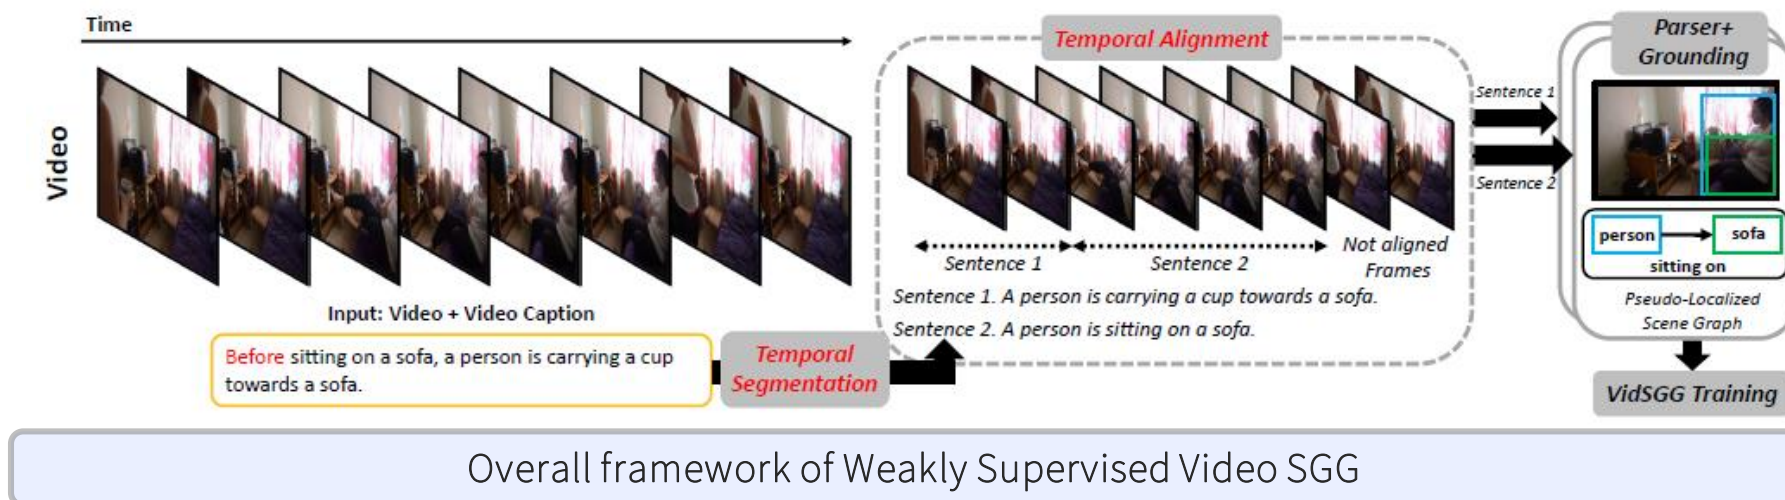 Time
Video
Input: Video + Video Caption
Before sitting on a sofa, a person is carrying a cup
towards a sofa.
Temporal
Segmentation
Temporal Alignment
Sentence 1
Sentence 2
Not aligned
Frames
Sentence 1. A person is carrying a cup towards a sofa.
Sentence 2. A person is sitting on a sofa.
Sentence 1
Sentence 2
Parser+
Grounding
person
sofa
sitting on
Pseudo-Localized
Scene Graph
VidSGG Training
Overall framework of Weakly Supervised Video SGG